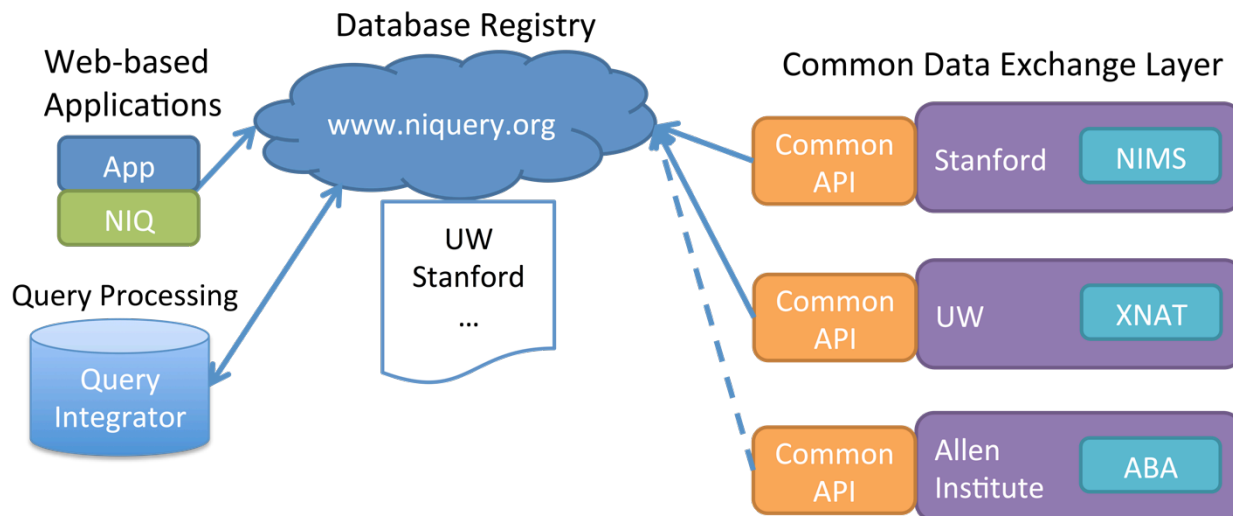 Database Registry
Web-based
Applications
Common Data Exchange Layer
www.niquery.org
App
NIQ
Common
API
Stanford
NIMS
UW
Stanford
...
Query Processing
Query
Integrator
Common
API
UW
XNAT
Common
API
Allen
Institute
ABA